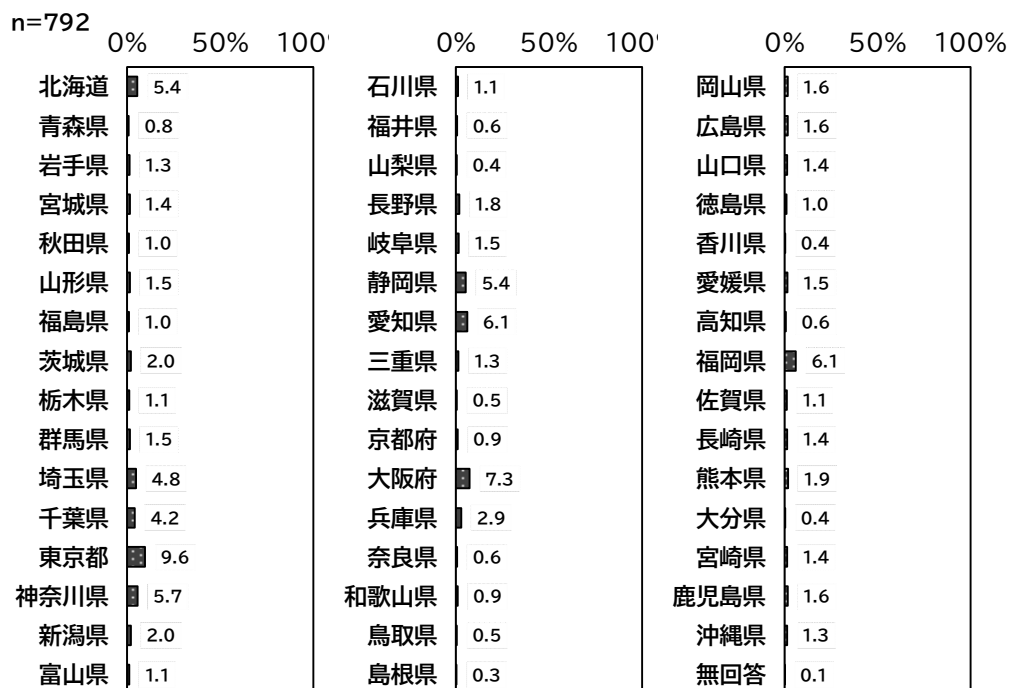 n=792
0% 50% 100%
北海道 5.4
青森県 0.8
岩手県 1.3
宮城県 1.4
秋田県 1.0
山形県 1.5
福島県 1.0
茨城県 2.0
栃木県 1.1
群馬県 1.5
埼玉県 4.8
千葉県 4.2
東京都 9.6
神奈川県 5.7
新潟県 2.0
富山県 1.1
0% 50% 100%
石川県 1.1
福井県 0.6
山梨県 0.4
長野県 1.8
岐阜県 1.5
静岡県 5.4
愛知県 6.1
三重県 1.3
滋賀県 0.5
京都府 0.9
大阪府 7.3
兵庫県 2.9
奈良県 0.6
和歌山県 0.9
鳥取県 0.5
島根県 0.3
0% 50% 100%
岡山県 1.6
広島県 1.6
山口県 1.4
徳島県 1.0
香川県 0.4
愛媛県 1.5
高知県 0.6
福岡県 6.1
佐賀県 1.1
長崎県 1.4
熊本県 1.9
大分県 0.4
宮崎県 1.4
鹿児島県 1.6
沖縄県 1.3
無回答 0.1